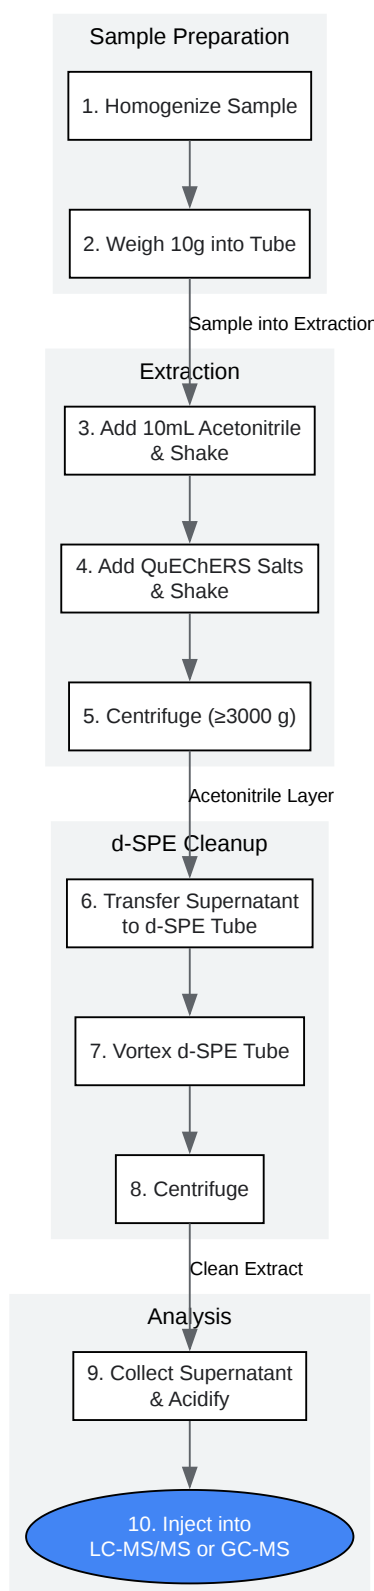 Sample Preparation
1. Homogenize Sample
2. Weigh 10g into Tube
Sample into Extraction
Extraction
3. Add 10mL Acetonitrile
& Shake
4. Add QuEChERS Salts
& Shake
5. Centrifuge (≥3000 g)
Acetonitrile Layer
d-SPE Cleanup
6. Transfer Supernatant
to d-SPE Tube
7. Vortex d-SPE Tube
8. Centrifuge
Clean Extract
Analysis
9. Collect Supernatant
& Acidify
10. Inject into
LC-MS/MS or GC-MS